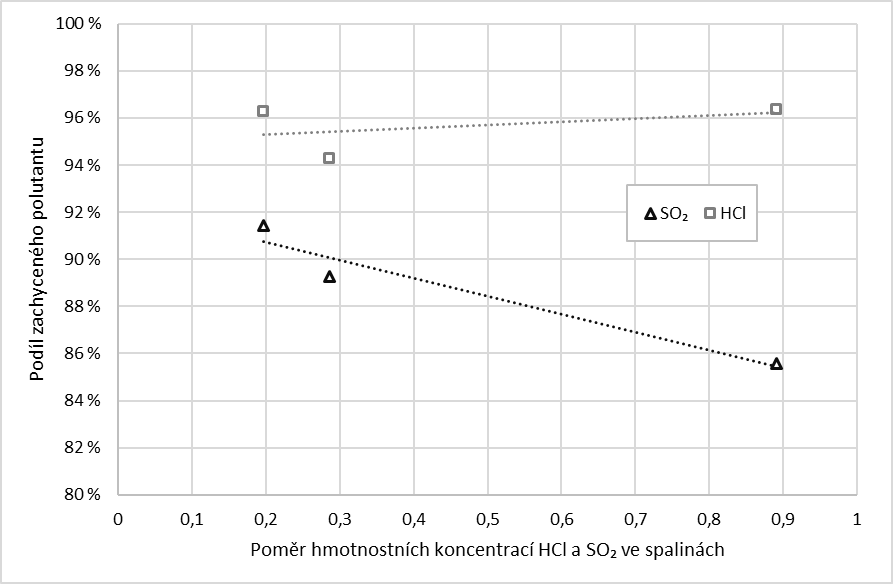 100 %
98 %
96 %
94 %
92 %
90 %
88 %
86 %
84 %
82 %
80 %
Podíl zachyceného polutantu
SO₂ HCl
0 0,1 0,2 0,3 0,4 0,5 0,6 0,7 0,8 0,9 1
Poměr hmotnostních koncentrací HCl a SO₂ ve spalinách